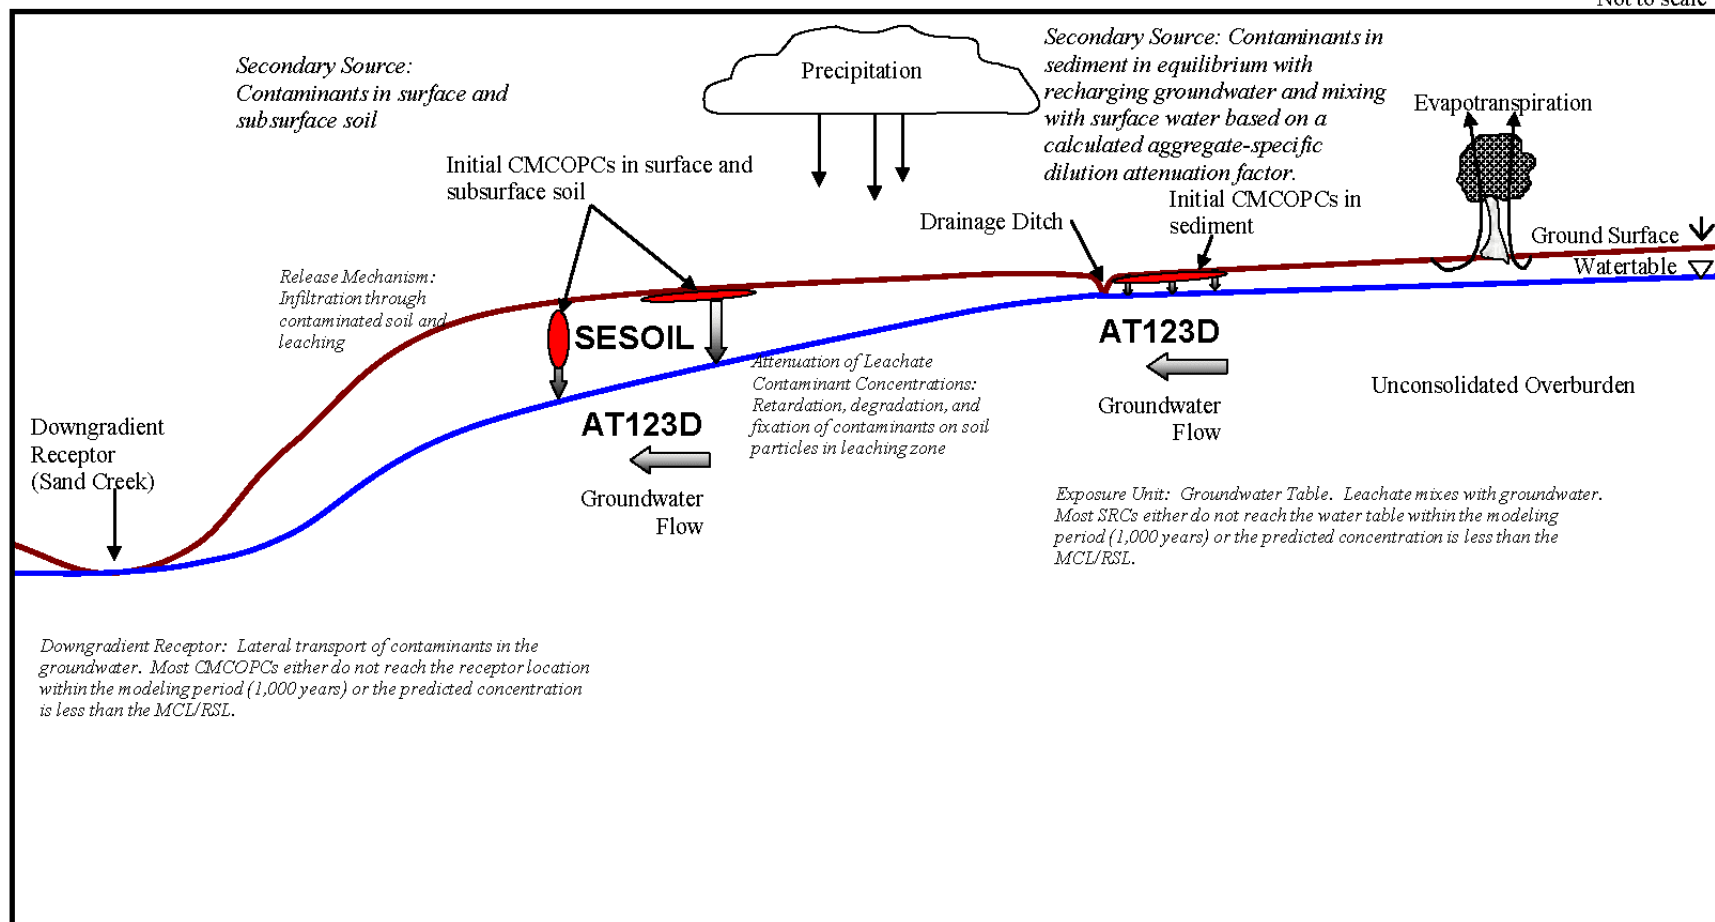 Not to scale
Secondary Source:
Contaminants in surface and
subsurface soil
Precipitation
Secondary Source: Contaminants in
sediment in equilibrium with
recharging groundwater and mixing
with surface water based on a
calculated aggregate-specific
dilution attenuation factor.
Evapotranspiration
Initial CMCOPCs in surface and
subsurface soil
Initial CMCOPCs in
sediment
Drainage Ditch
Ground Surface
Watertable
Release Mechanism:
Infiltration through
contaminated soil and
leaching
SESOIL
AT123D
Attenuation of Leachate
Contaminant Concentrations:
Retardation, degradation, and
fixation of contaminants on soil
particles in leaching zone
Groundwater
Flow
Unconsolidated Overburden
AT123D
Groundwater
Flow
Downgradient
Receptor
(Sand Creek)
Exposure Unit: Groundwater Table. Leachate mixes with groundwater.
Most SRCs either do not reach the water table within the modeling
period (1,000 years) or the predicted concentration is less than the
MCL/RSL.
Downgradient Receptor: Lateral transport of contaminants in the
groundwater. Most CMCOPCs either do not reach the receptor location
within the modeling period (1,000 years) or the predicted concentration
is less than the MCL/RSL.